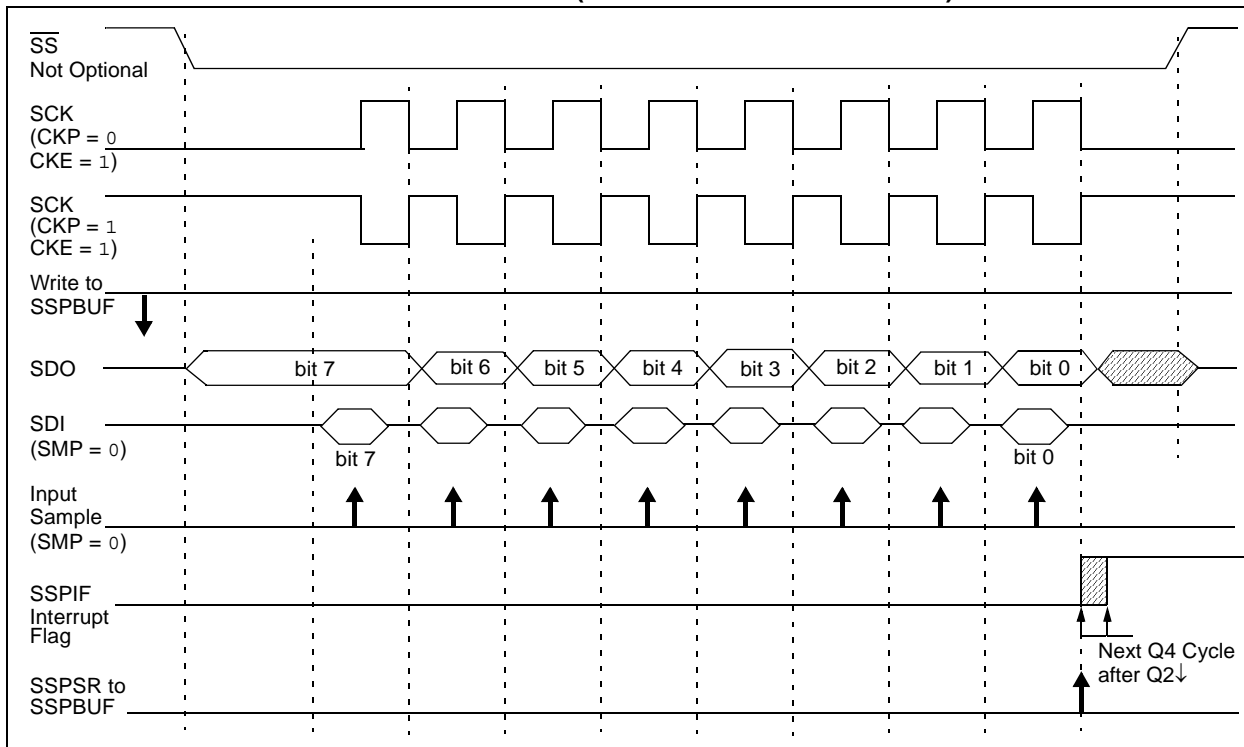 SS
Not Optional
SCK
(CKP = 0
CKE = 1)
SCK
(CKP = 1
CKE = 1)
Write to
SSPBUF
SDO
bit 7
bit 6
bit 5
bit 4
bit 3
bit 2
bit 1
bit 0
SDI
(SMP = 0)
bit 7
bit 0
Input
Sample
(SMP = 0)
SSPIF
Interrupt
Flag
Next Q4 Cycle
after Q2↓
SSPSR to
SSPBUF